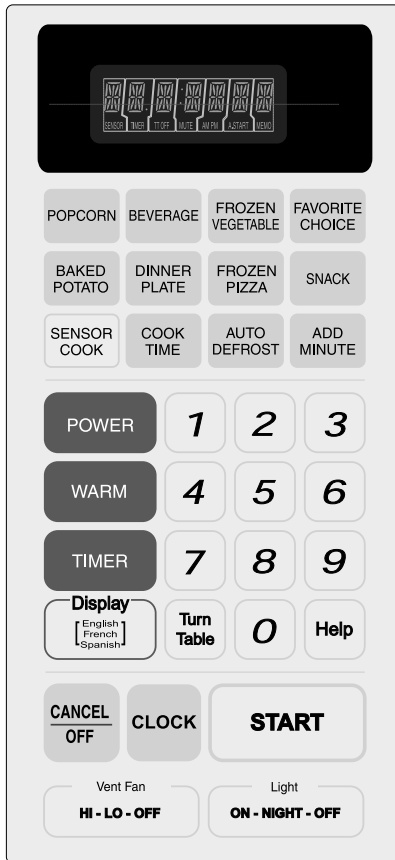 SENSOR TIMER TT OFF MUTE AM PM A.START MEMO
POPCORN BEVERAGE FROZEN VEGETABLE FAVORITE CHOICE
BAKED POTATO DINNER PLATE FROZEN PIZZA SNACK
SENSOR COOK COOK TIME AUTO DEFROST ADD MINUTE
POWER 1 2 3
WARM 4 5 6
TIMER 7 8 9
Display
[English
French
Spanish]
Turn Table 0 Help
CANCEL
OFF
CLOCK START
Vent Fan Light
HI - LO - OFF ON - NIGHT - OFF